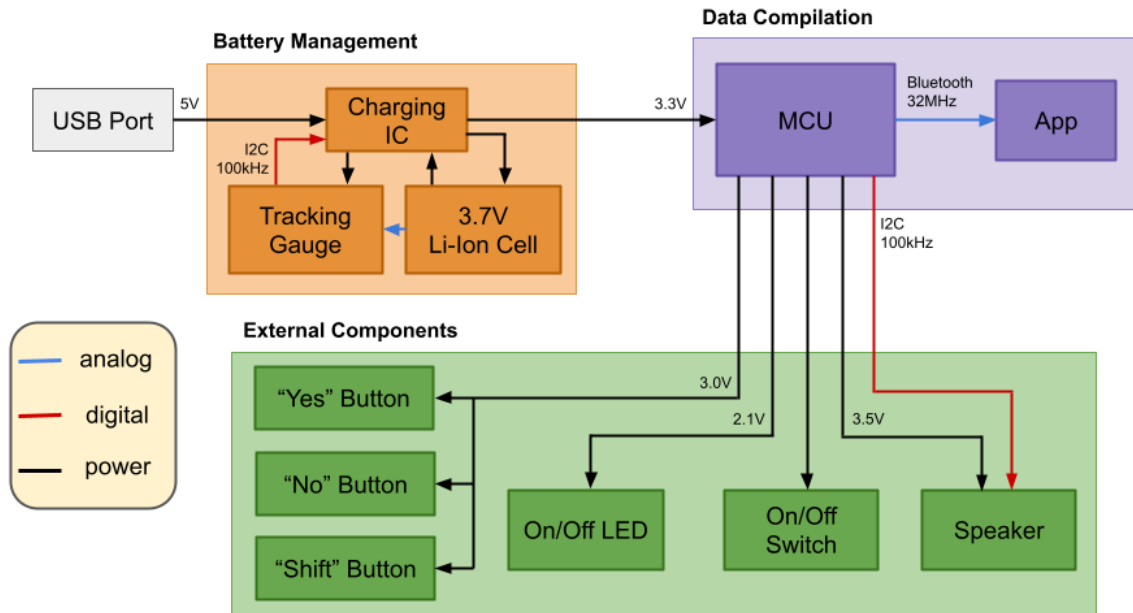 Data Compilation
Battery Management
USB Port
5V
Charging
IC
3.3V
MCU
Bluetooth
32MHz
App
I2C
100kHz
Tracking
Gauge
3.7V
Li-Ion Cell
I2C
100kHz
External Components
analog
digital
power
“Yes” Button
“No” Button
“Shift” Button
3.0V
2.1V
3.5V
On/Off LED
On/Off
Switch
Speaker